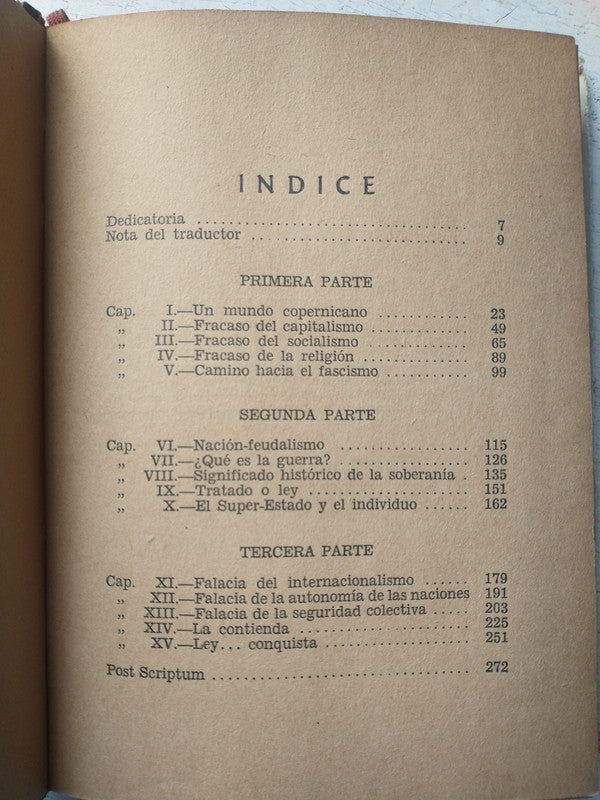 INDICE
Dedicatoria .......................... 7
Nota del traductor .......................... 9
PRIMERA PARTE
Cap. I.—Un mundo copernicano ............ 23
„ II.—Fracaso del capitalismo ............ 49
„ III.—Fracaso del socialismo ............ 65
„ IV.—Fracaso de la religión ............ 89
„ V.—Camino hacia el fascismo ........... 99
SEGUNDA PARTE
Cap. VI.—Nación-feudalismo ............... 115
„ VII.—¿Qué es la guerra? ............... 126
„ VIII.—Significado histórico de la soberanía . 135
„ IX.—Tratado o ley .................. 151
„ X.—El Super-Estado y el individuo ...... 162
TERCERA PARTE
Cap. XI.—Falacia del internacionalismo ...... 179
„ XII.—Falacia de la autonomía de las naciones 191
„ XIII.—Falacia de la seguridad colectiva ..... 203
„ XIV.—La contienda .................... 225
„ XV.—Ley... conquista ................. 251
Post Scriptum .............................. 272